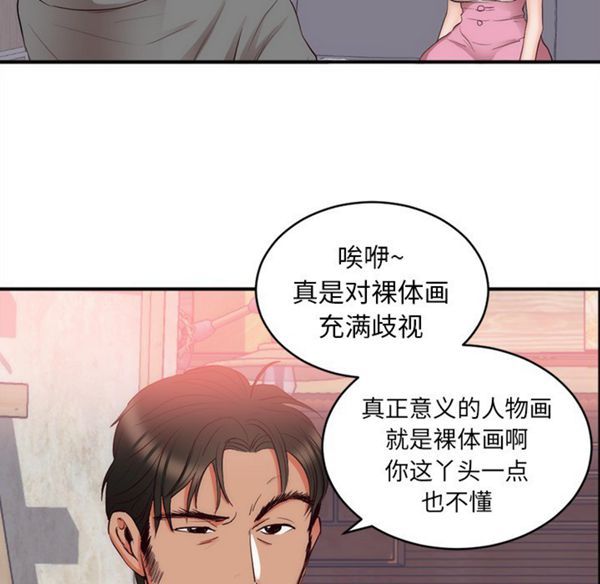 唉咿~
真是对裸体画
充满歧视
真正意义的人物画
就是裸体画啊
你这丫头一点
也不懂